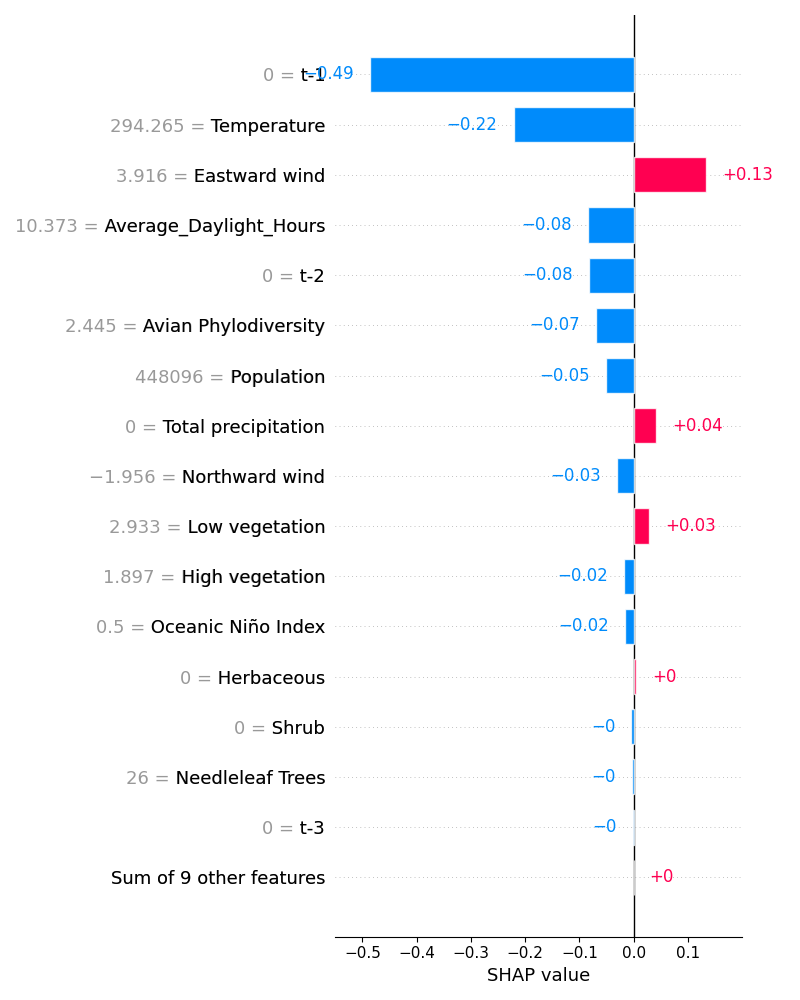 0 = t-1 −0.49
294.265 = Temperature −0.22
3.916 = Eastward wind +0.13
10.373 = Average_Daylight_Hours −0.08
0 = t-2 −0.08
2.445 = Avian Phylodiversity −0.07
448096 = Population −0.05
0 = Total precipitation +0.04
−1.956 = Northward wind −0.03
2.933 = Low vegetation +0.03
1.897 = High vegetation −0.02
0.5 = Oceanic Niño Index −0.02
0 = Herbaceous +0
0 = Shrub −0
26 = Needleleaf Trees −0
0 = t-3 −0
Sum of 9 other features +0
−0.5 −0.4 −0.3 −0.2 −0.1 0.0 0.1
SHAP value